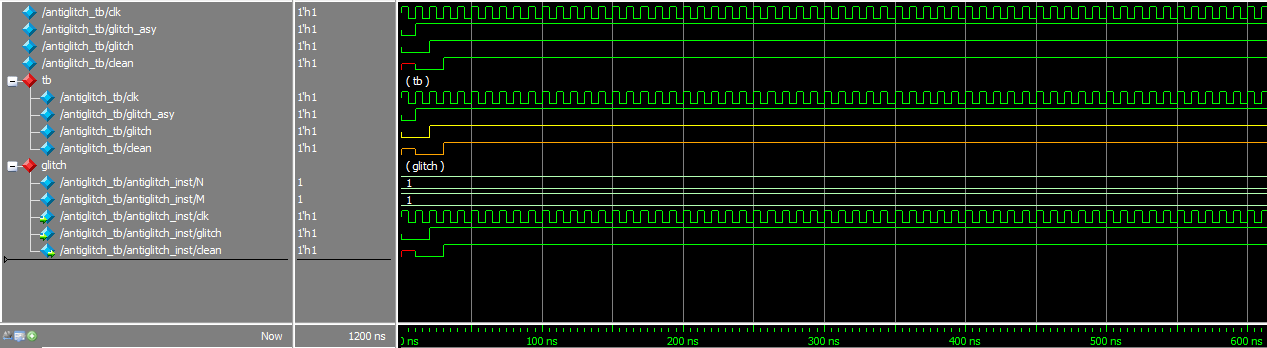 /antiglitch_tb/clk 1'h1
/antiglitch_tb/glitch_asy 1'h1
/antiglitch_tb/glitch 1'h1
/antiglitch_tb/clean 1'h1
tb ( tb )
/antiglitch_tb/clk 1'h1
/antiglitch_tb/glitch_asy 1'h1
/antiglitch_tb/glitch 1'h1
/antiglitch_tb/clean 1'h1
glitch ( glitch )
/antiglitch_tb/antiglitch_inst/N 1 1
/antiglitch_tb/antiglitch_inst/M 1 1
/antiglitch_tb/antiglitch_inst/clk 1'h1
/antiglitch_tb/antiglitch_inst/glitch 1'h1
/antiglitch_tb/antiglitch_inst/clean 1'h1
Now 1200 ns ns 100 ns 200 ns 300 ns 400 ns 500 ns 600 ns